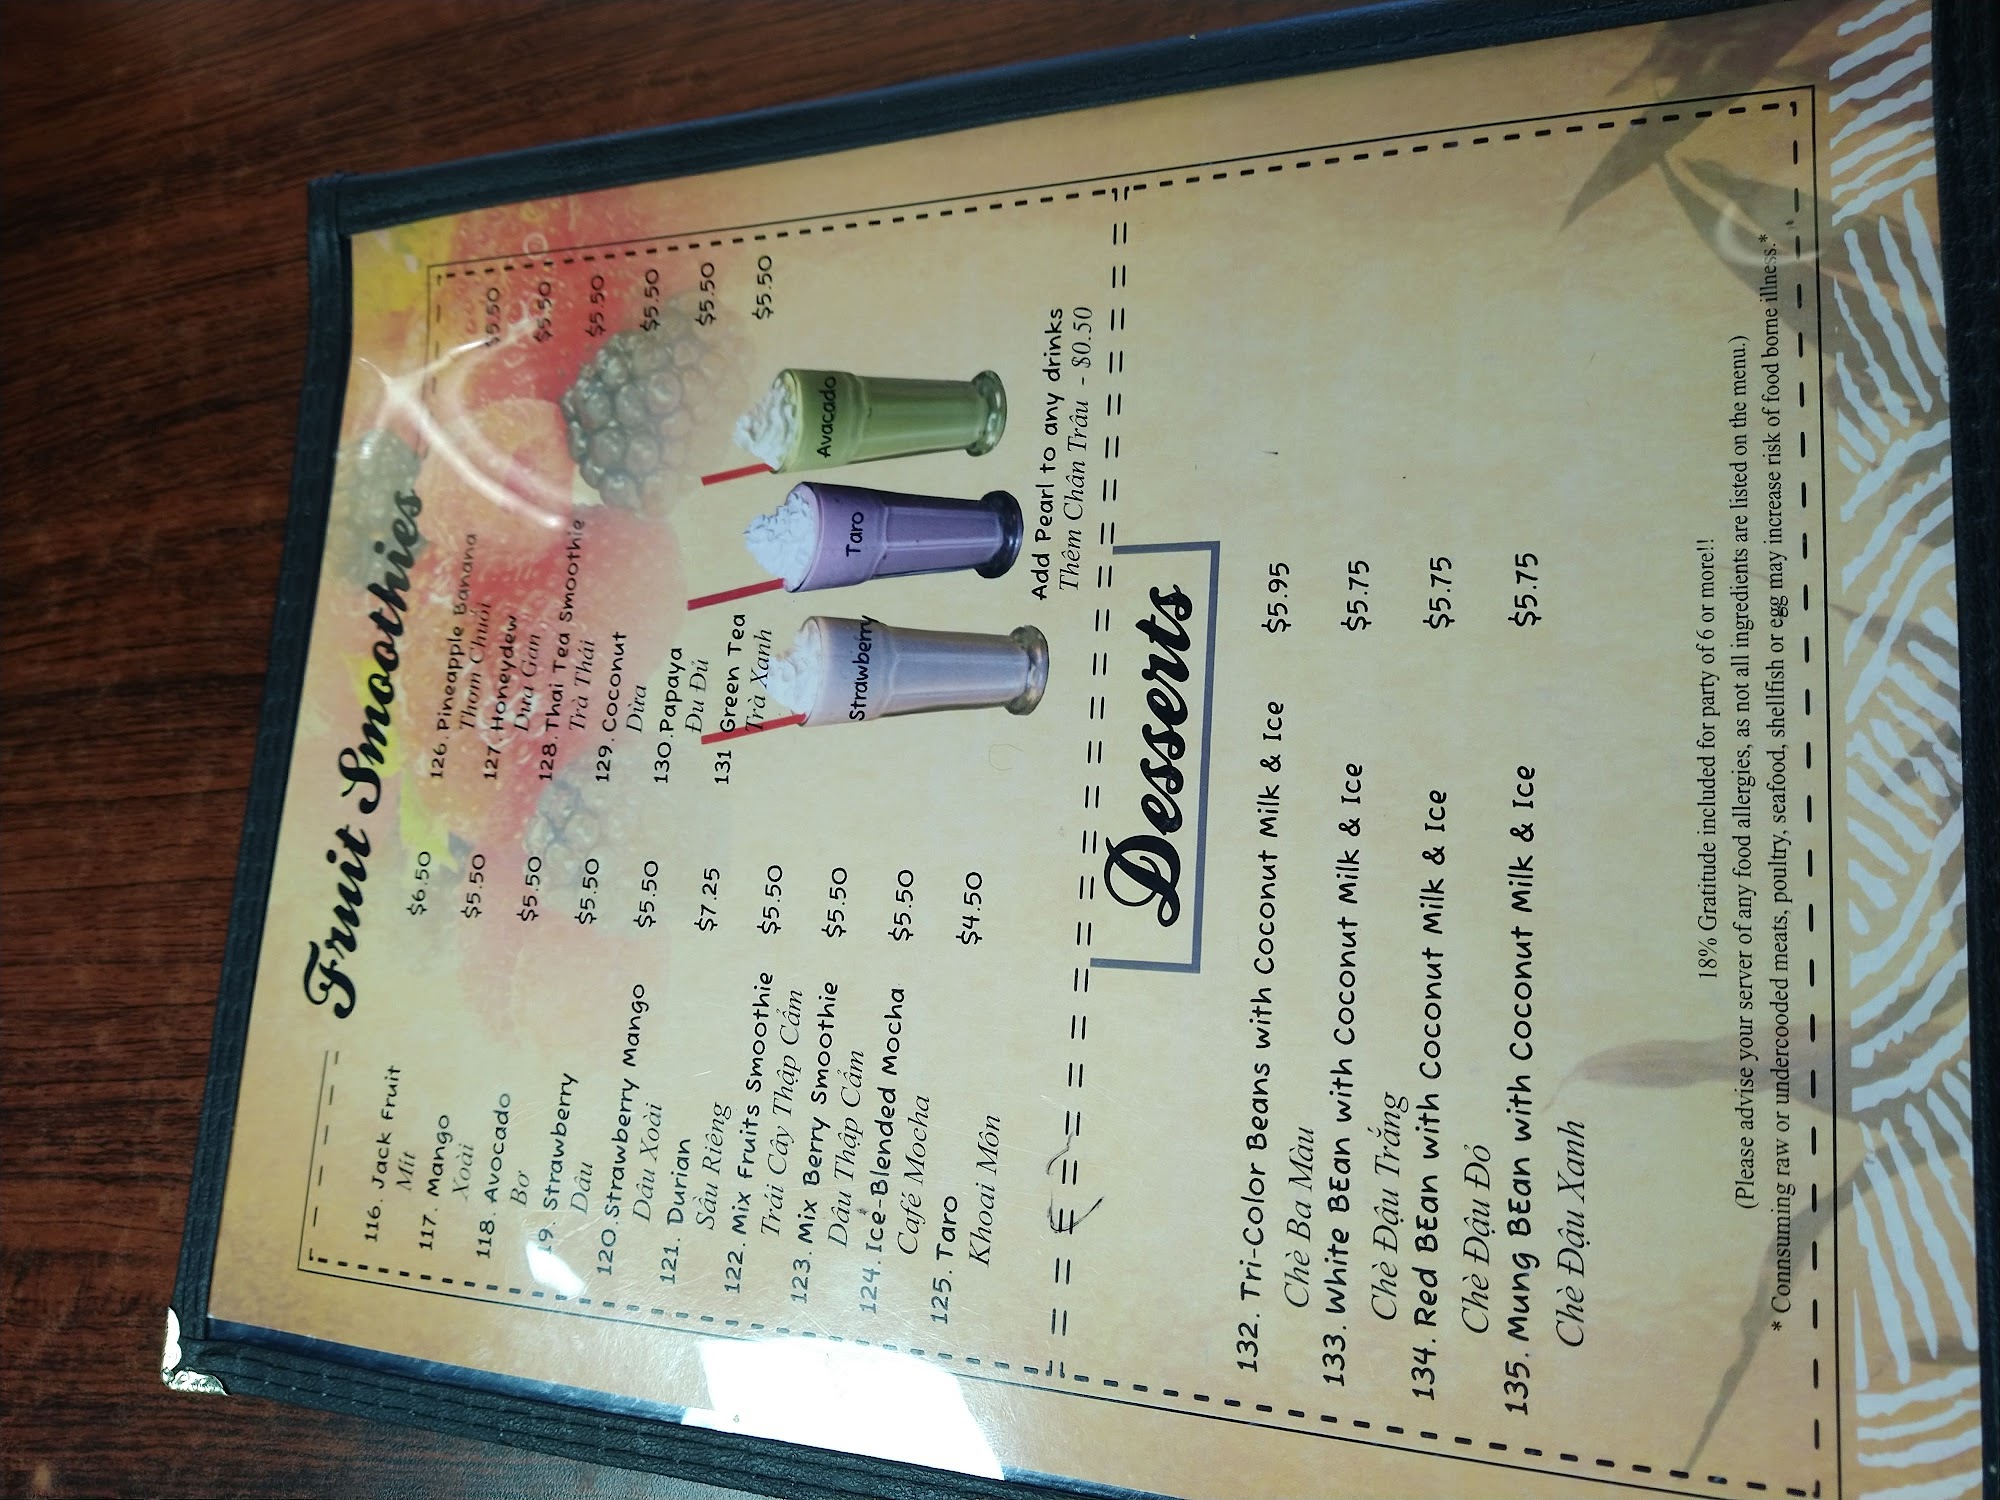 Fruit Smoothies
116. Jack Fruit $6.50
Mít
117. Mango $5.50
Xoài
118. Avocado $5.50
Bơ
19. Strawberry $5.50
Dâu
120. Strawberry Mango $5.50
Dâu Xoài
121. Durian $7.25
Sầu Riêng
122. Mix Fruits Smoothie $5.50
Trái Cây Thập Cẩm
123. Mix Berry Smoothie $5.50
Dâu Thập Cẩm
124. Ice-Blended Mocha $5.50
Café Mocha
125. Taro $4.50
Khoai Môn
126. Pineapple Banana $5.50
Thơm Chuối
127. Honeydew $5.50
Dưa Gan
128. Thai Tea Smoothie $5.50
Trà Thái
129. Coconut $5.50
Dừa
130. Papaya $5.50
Đu Đủ
131 Green Tea $5.50
Trà Xanh
Strawberry
Taro
Avacado
Add Pearl to any drinks
Thêm Chân Trâu - $0.50
Desserts
132. Tri-Color Beans with Coconut Milk & Ice $5.95
Chè Ba Màu
133. White BEan with Coconut Milk & Ice $5.75
Chè Đậu Trắng
134. Red BEan with Coconut Milk & Ice $5.75
Chè Đậu Đỏ
135. Mung BEan with Coconut Milk & Ice $5.75
Chè Đậu Xanh
18% Gratitude included for party of 6 or more!!
(Please advise your server of any food allergies, as not all ingredients are listed on the menu.)
* Connsuming raw or undercooded meats, poultry, seafood, shellfish or egg may increase risk of food borne illness.*